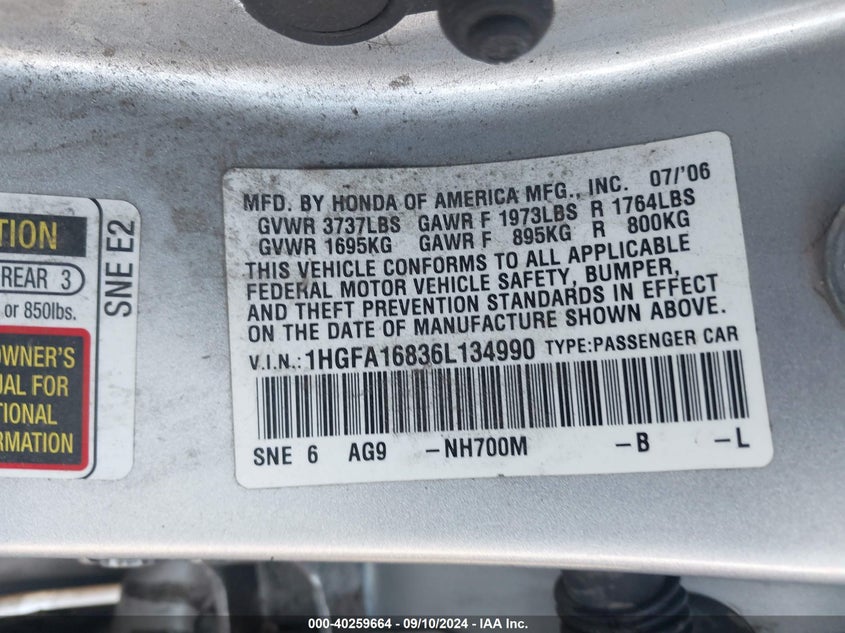 TION
REAR 3
or 850lbs.
OWNER'S
UAL FOR
TIONAL
ORMATION
SNE E2
MFD. BY HONDA OF AMERICA MFG., INC. 07/'06
GVWR 3737LBS GAWR F 1973LBS R 1764LBS
GVWR 1695KG GAWR F 895KG R 800KG
THIS VEHICLE CONFORMS TO ALL APPLICABLE
FEDERAL MOTOR VEHICLE SAFETY, BUMPER,
AND THEFT PREVENTION STANDARDS IN EFFECT
ON THE DATE OF MANUFACTURE SHOWN ABOVE.
V.I.N.: 1HGFA16836L134990 TYPE:PASSENGER CAR
SNE 6 AG9 -NH700M -B -L
000-40259664 - 09/10/2024 - IAA Inc.